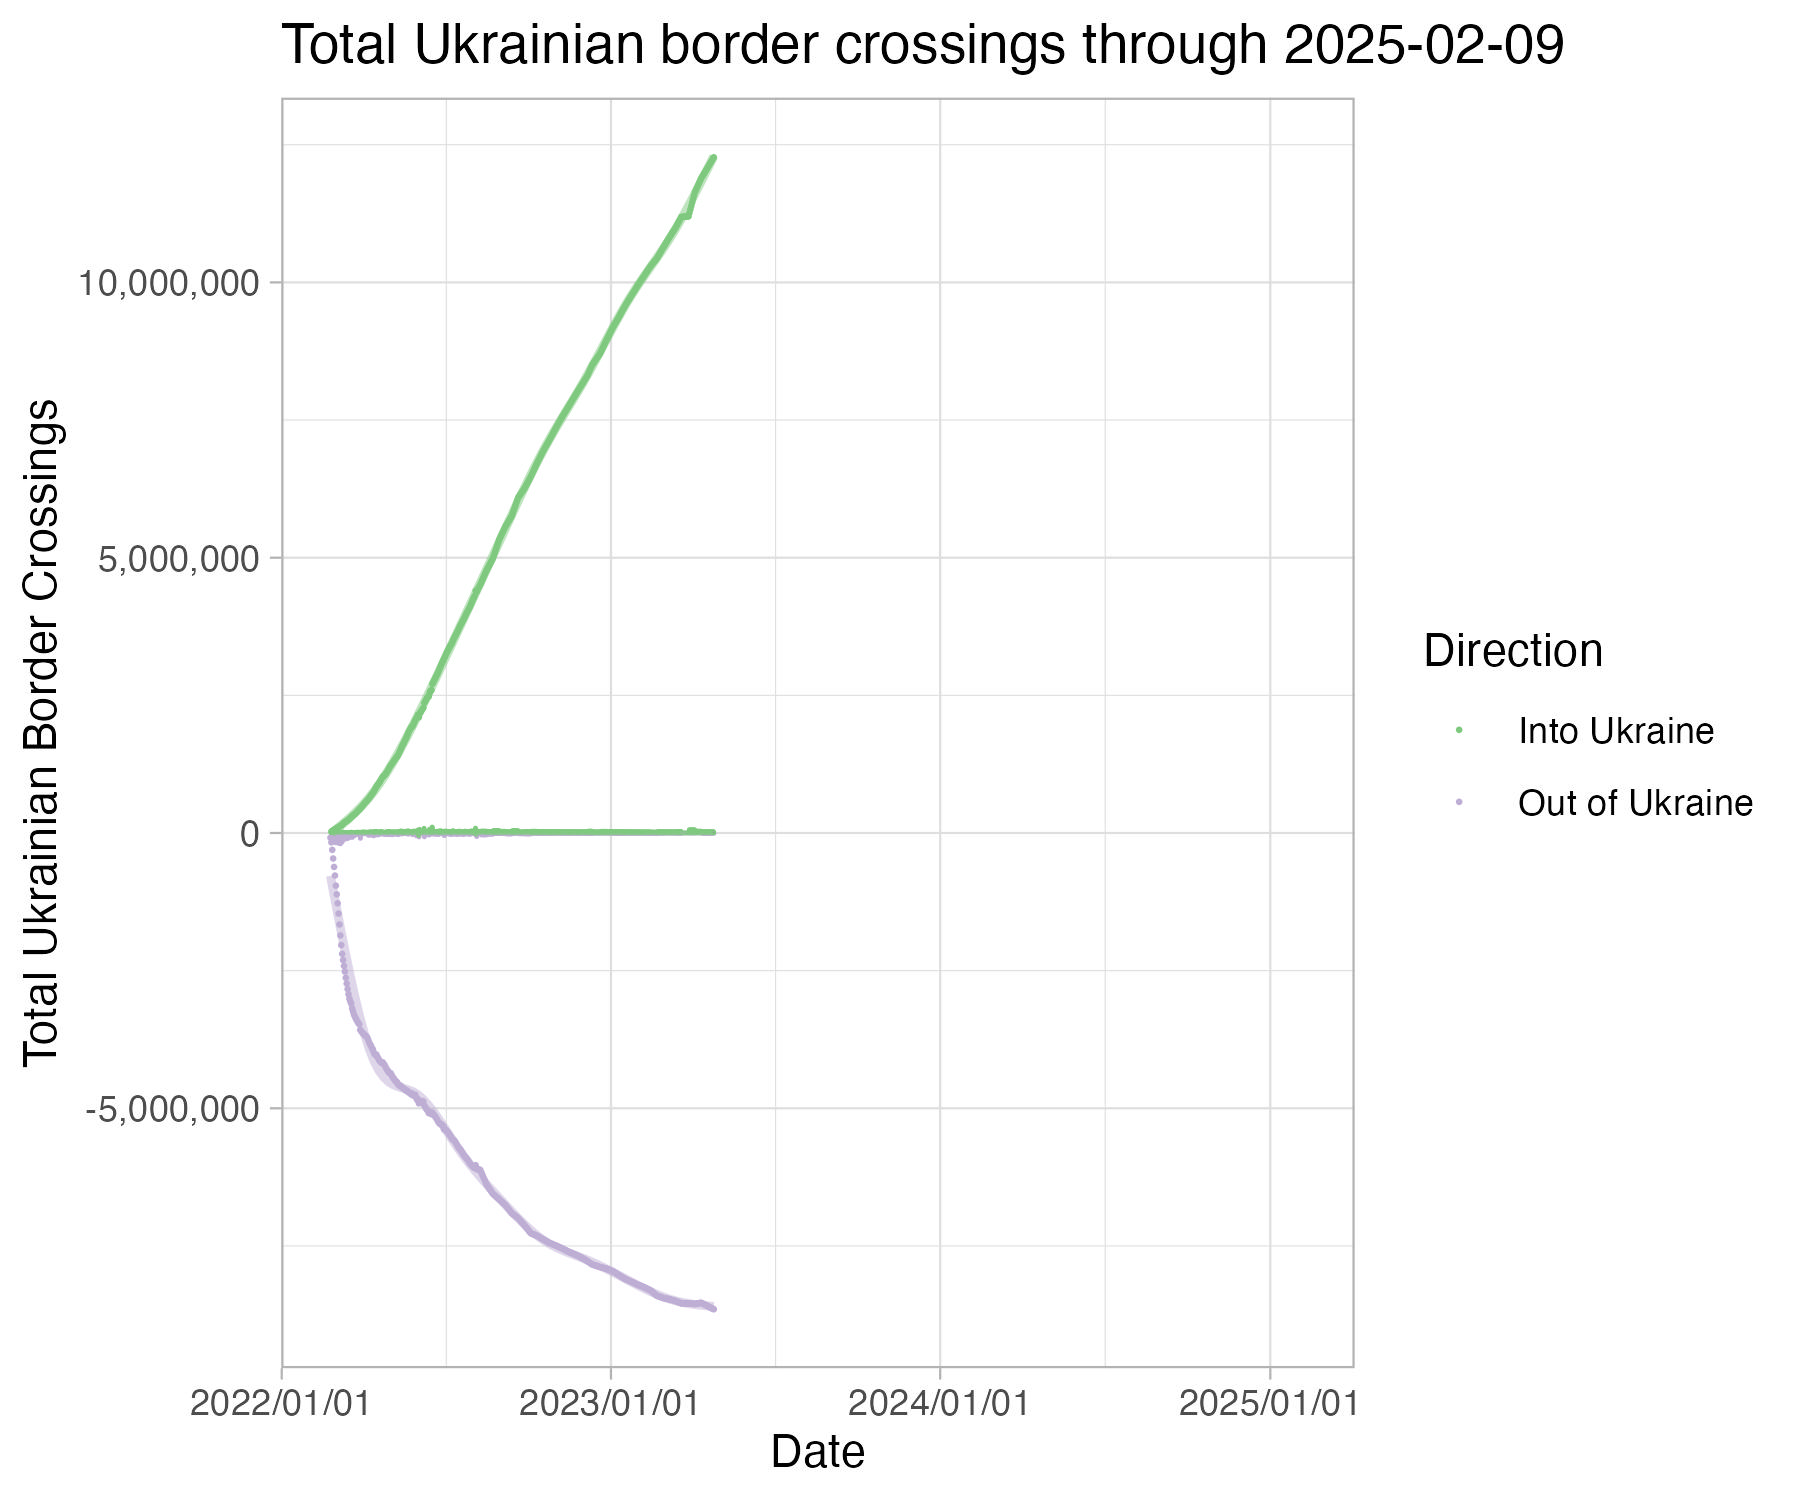 Total Ukrainian border crossings through 2025-02-09
Total Ukrainian Border Crossings
10,000,000
5,000,000
0
-5,000,000
2022/01/01
2023/01/01
2024/01/01
2025/01/01
Date
Direction
Into Ukraine
Out of Ukraine